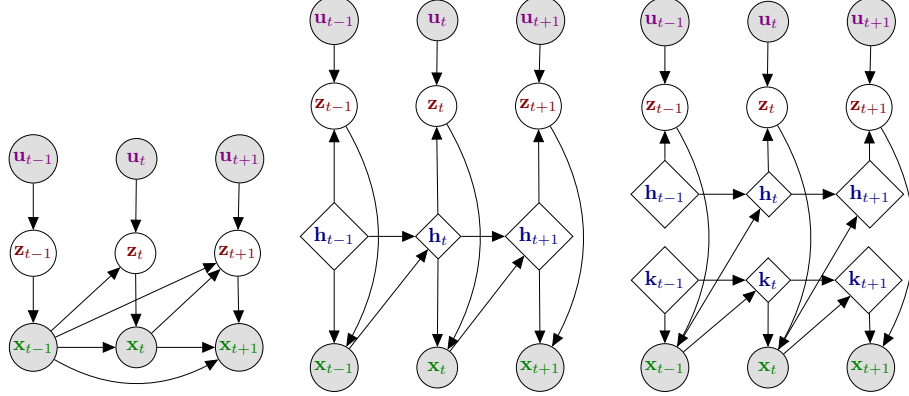 u_{t-1} u_t u_{t+1}
z_{t-1} z_t z_{t+1}
x_{t-1} x_t x_{t+1}
u_{t-1} u_t u_{t+1}
z_{t-1} z_t z_{t+1}
h_{t-1} h_t h_{t+1}
x_{t-1} x_t x_{t+1}
u_{t-1} u_t u_{t+1}
z_{t-1} z_t z_{t+1}
h_{t-1} h_t h_{t+1}
k_{t-1} k_t k_{t+1}
x_{t-1} x_t x_{t+1}